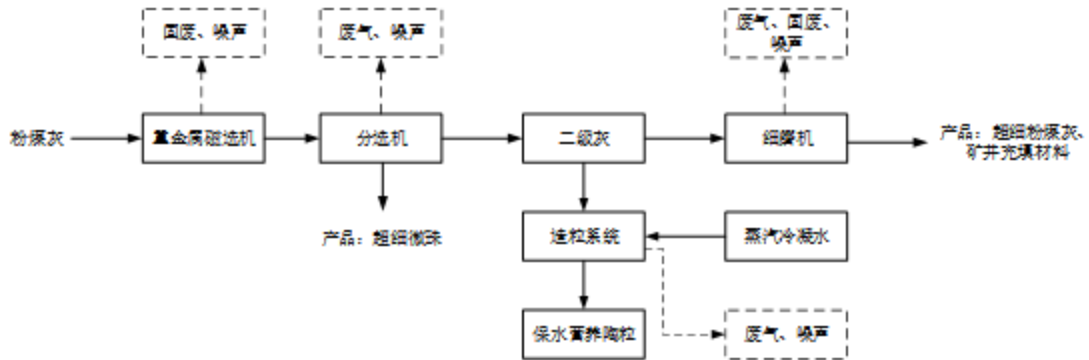 固废、噪声
废气、噪声
废气、固废、
噪声
粉煤灰
重金属磁选机
分选机
二级灰
细磨机
产品：超细粉煤灰、
矿井充填材料
产品：超细微珠
造粒系统
蒸汽冷凝水
保水营养陶粒
废气、噪声